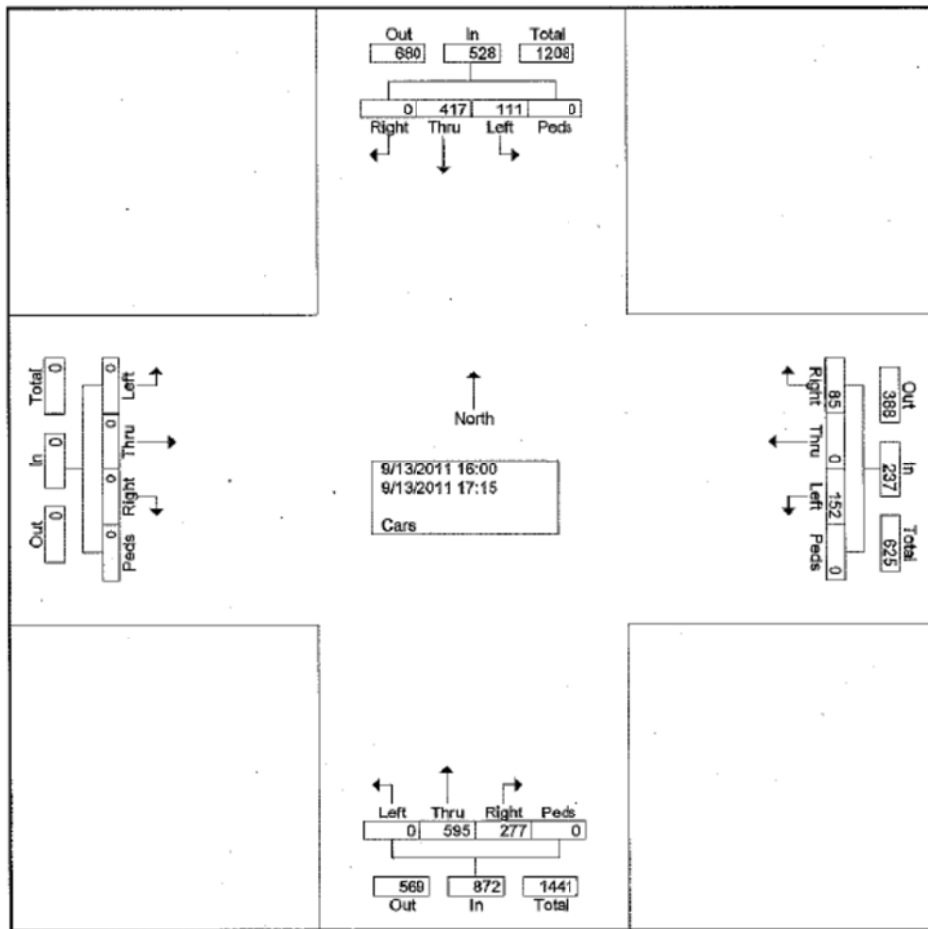 Out In Total
680 528 1208
0 417 111 0
Right Thru Left Peds
Total In Out
0 0 0
0 0 0 0
Left Thru Right Peds
North
9/13/2011 16:00
9/13/2011 17:15
Cars
Right Thru Left Peds
85 0 152 0
388 237 625
Out In Total
Left Thru Right Peds
0 595 277 0
569 872 1441
Out In Total